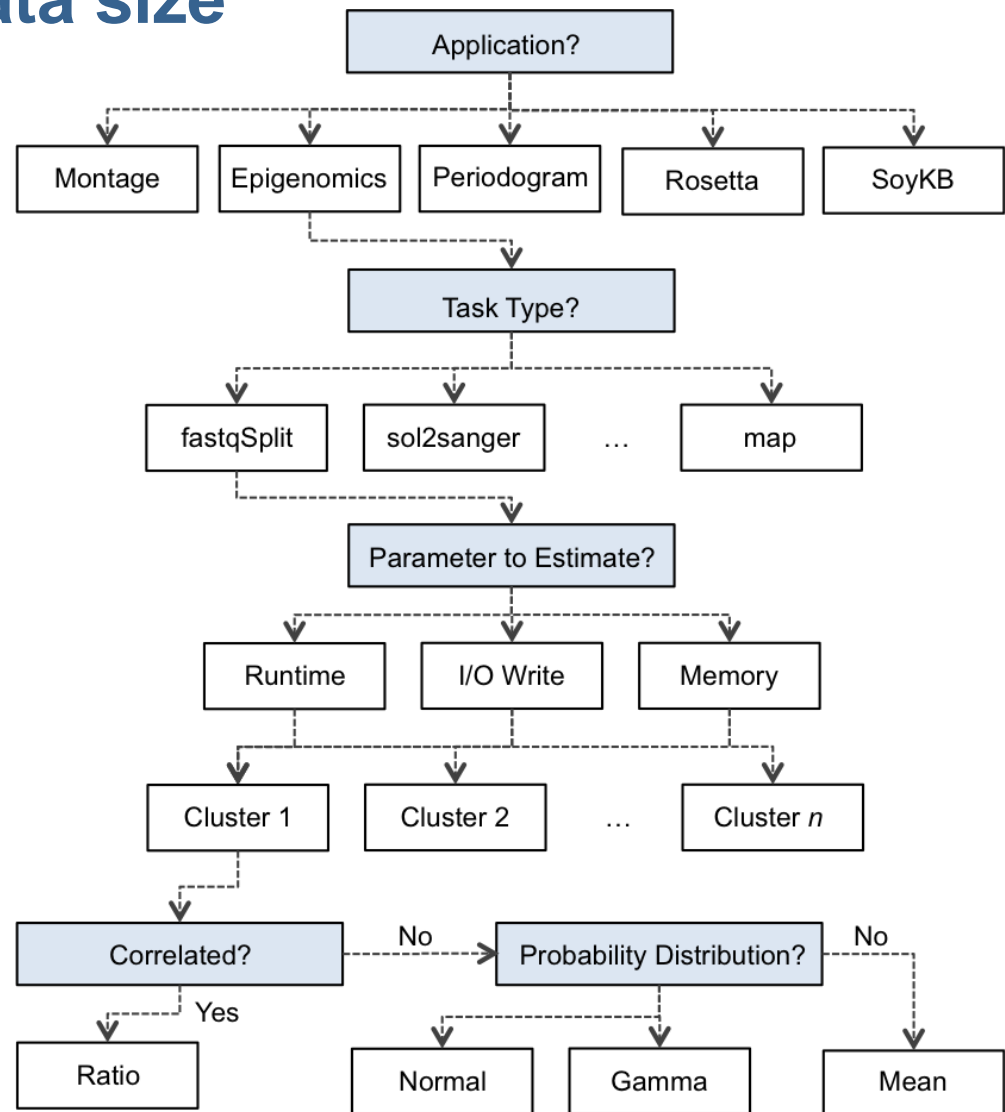 ata size
Application?
Montage
Epigenomics
Periodogram
Rosetta
SoyKB
Task Type?
fastqSplit
sol2sanger
...
map
Parameter to Estimate?
Runtime
I/O Write
Memory
Cluster 1
Cluster 2
...
Cluster n
Correlated?
No
Probability Distribution?
No
Yes
Ratio
Normal
Gamma
Mean